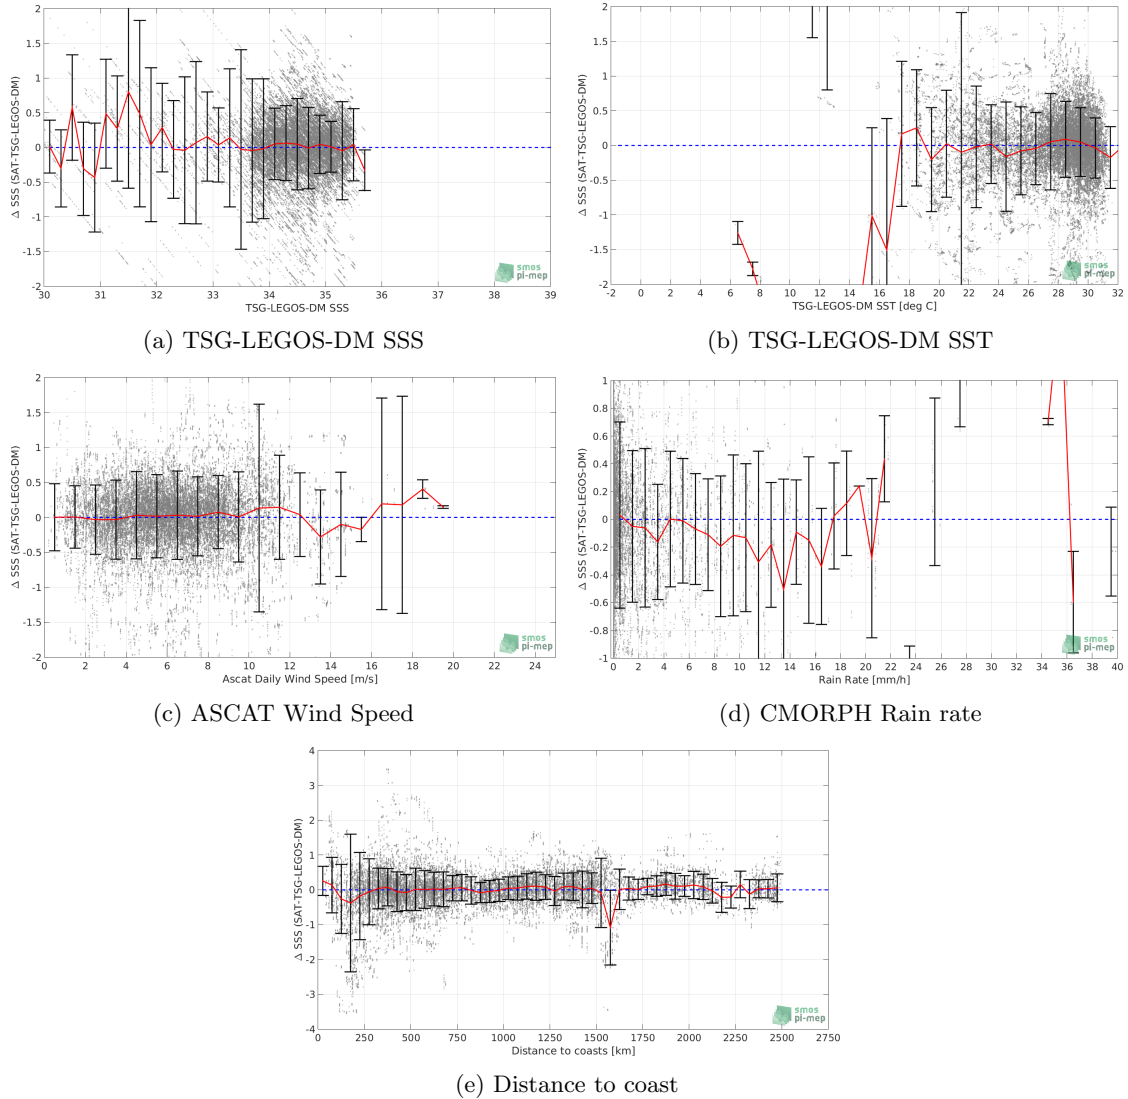 2
1.5
1
0.5
0
-0.5
-1
-1.5
-2
Δ SSS (SAT-TSG-LEGOS-DM)
30 31 32 33 34 35 36 37 38 39
TSG-LEGOS-DM SSS
smos
pi-mep
(a) TSG-LEGOS-DM SSS
2
1.5
1
0.5
0
-0.5
-1
-1.5
-2
Δ SSS (SAT-TSG-LEGOS-DM)
-2 0 2 4 6 8 10 12 14 16 18 20 22 24 26 28 30 32
TSG-LEGOS-DM SST [deg C]
smos
pi-mep
(b) TSG-LEGOS-DM SST
2
1.5
1
0.5
0
-0.5
-1
-1.5
-2
Δ SSS (SAT-TSG-LEGOS-DM)
0 2 4 6 8 10 12 14 16 18 20 22 24
Ascat Daily Wind Speed [m/s]
smos
pi-mep
(c) ASCAT Wind Speed
1
0.8
0.6
0.4
0.2
0
-0.2
-0.4
-0.6
-0.8
-1
Δ SSS (SAT-TSG-LEGOS-DM)
0 2 4 6 8 10 12 14 16 18 20 22 24 26 28 30 32 34 36 38 40
Rain Rate [mm/h]
smos
pi-mep
(d) CMORPH Rain rate
4
3
2
1
0
-1
-2
-3
-4
Δ SSS (SAT-TSG-LEGOS-DM)
0 250 500 750 1000 1250 1500 1750 2000 2250 2500 2750
Distance to coasts [km]
smos
pi-mep
(e) Distance to coast